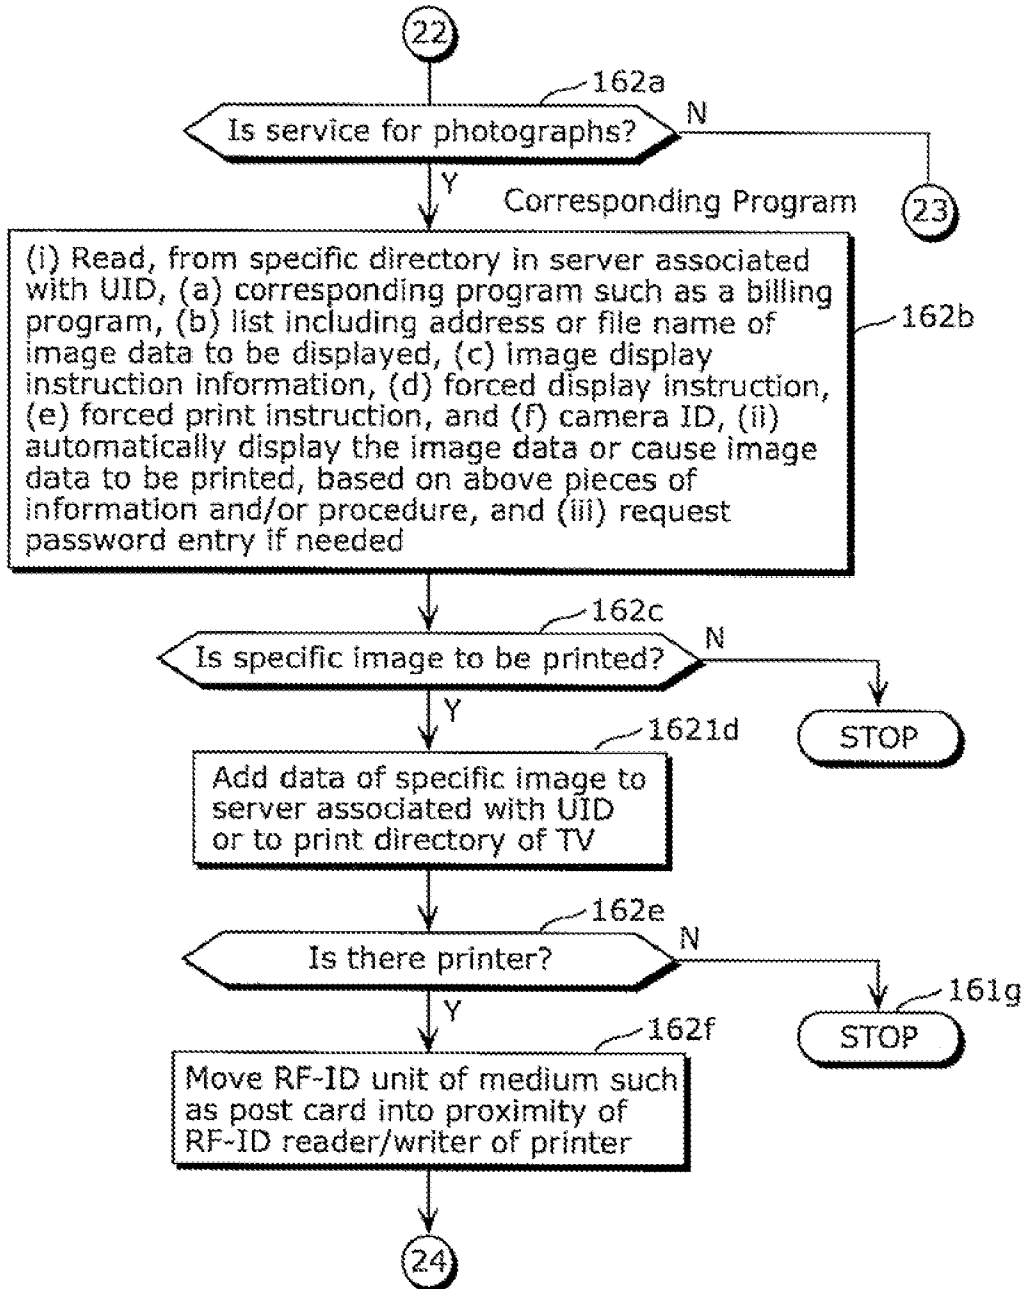 22
162a
Is service for photographs?
N
Y
Corresponding Program
23
(i) Read, from specific directory in server associated
with UID, (a) corresponding program such as a billing
program, (b) list including address or file name of
image data to be displayed, (c) image display
instruction information, (d) forced display instruction,
(e) forced print instruction, and (f) camera ID, (ii)
automatically display the image data or cause image
data to be printed, based on above pieces of
information and/or procedure, and (iii) request
password entry if needed
162b
162c
Is specific image to be printed?
N
Y
STOP
1621d
Add data of specific image to
server associated with UID
or to print directory of TV
162e
Is there printer?
N
Y
161g
STOP
162f
Move RF-ID unit of medium such
as post card into proximity of
RF-ID reader/writer of printer
24